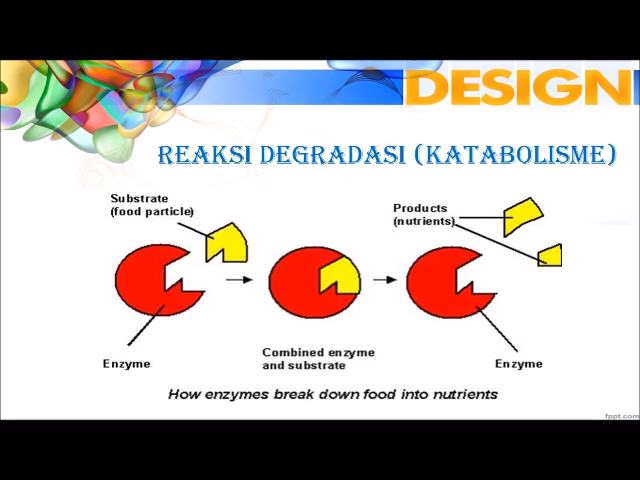 DESIGN
REAKSI DEGRADASI (KATABOLISME)
Substrate
(food particle)
Products
(nutrients)
Enzyme
Combined enzyme
and substrate
Enzyme
How enzymes break down food into nutrients
fppt.com